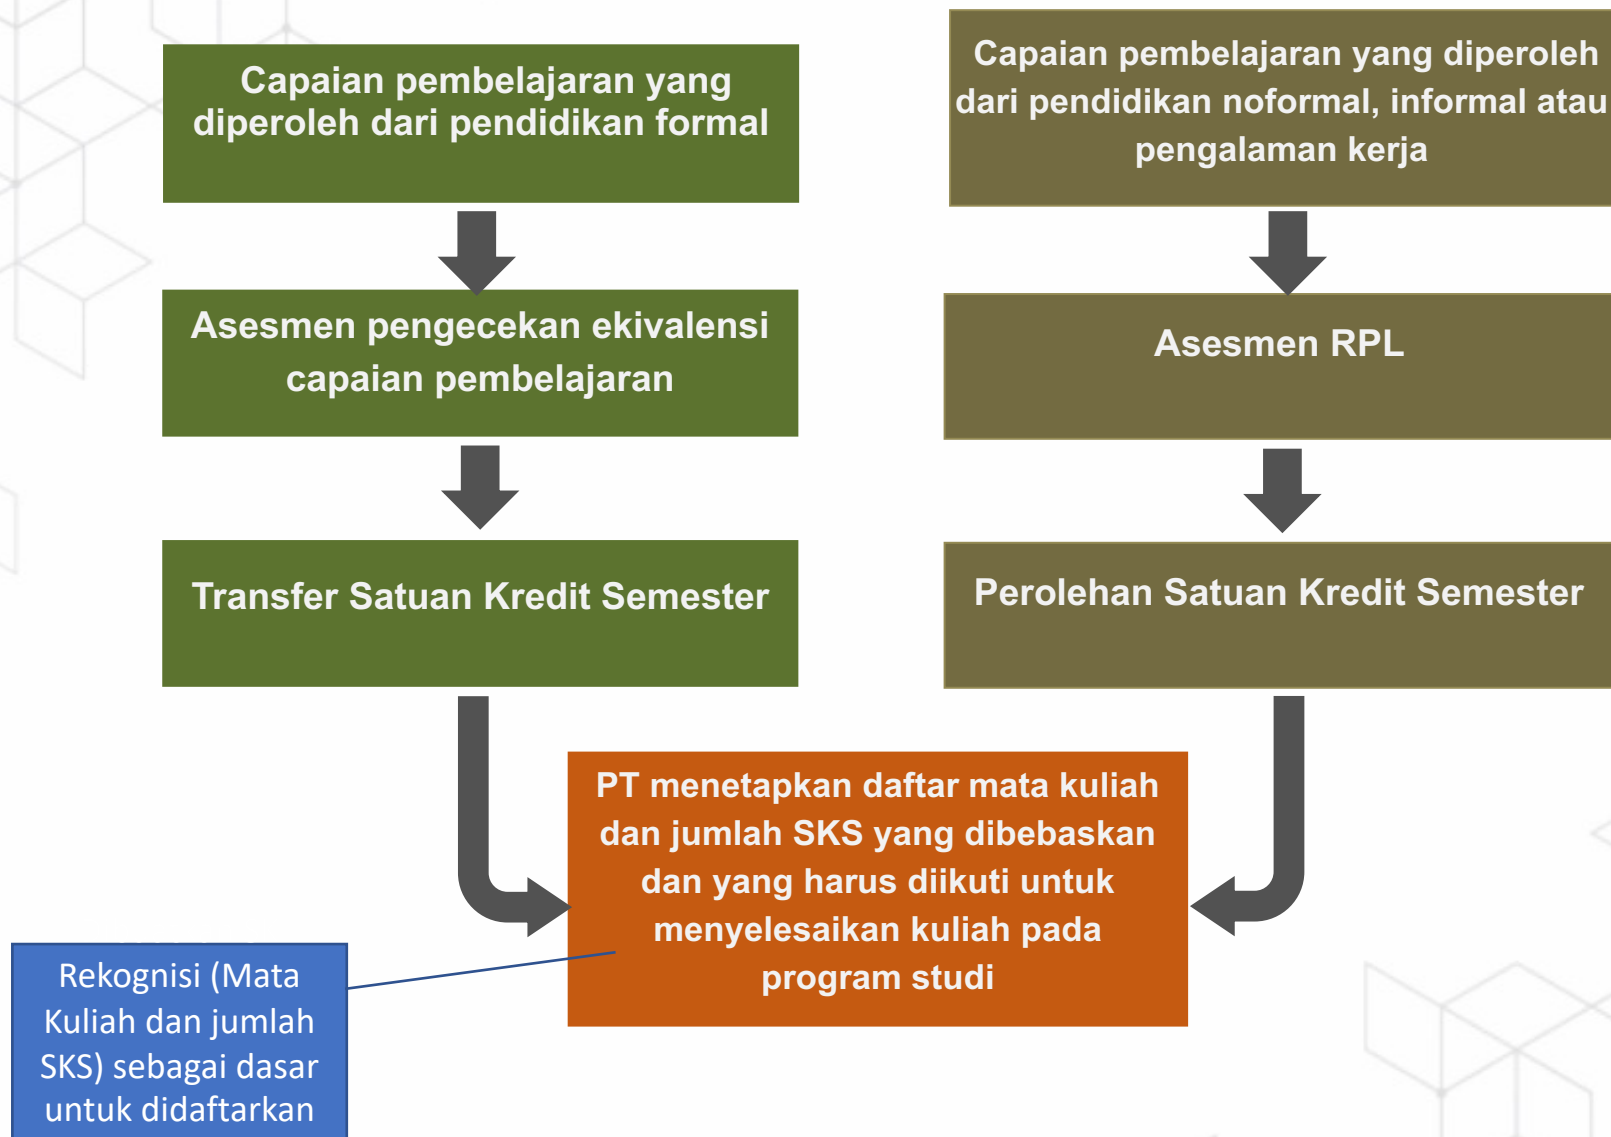 Capaian pembelajaran yang
diperoleh dari pendidikan formal
Asesmen pengecekan ekivalensi
capaian pembelajaran
Transfer Satuan Kredit Semester
Capaian pembelajaran yang diperoleh
dari pendidikan noformal, informal atau
pengalaman kerja
Asesmen RPL
Perolehan Satuan Kredit Semester
PT menetapkan daftar mata kuliah
dan jumlah SKS yang dibebaskan
dan yang harus diikuti untuk
menyelesaikan kuliah pada
program studi
Rekognisi (Mata
Kuliah dan jumlah
SKS) sebagai dasar
untuk didaftarkan